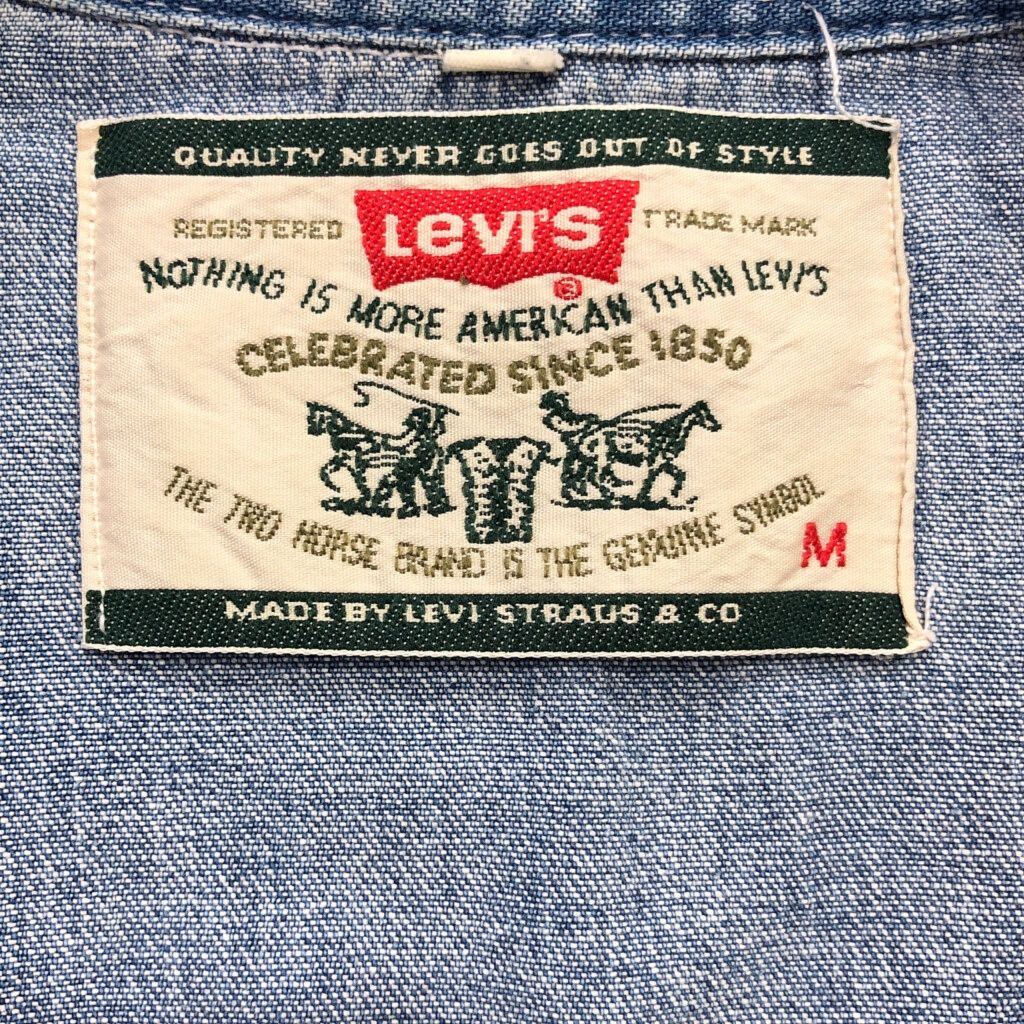 QUALITY NEVER GOES OUT OF STYLE
REGISTERED LEVI'S ® TRADE MARK
NOTHING IS MORE AMERICAN THAN LEVI'S
CELEBRATED SINCE 1850
THE TWO HORSE BRAND IS THE GENUINE SYMBOL
M
MADE BY LEVI STRAUS & CO